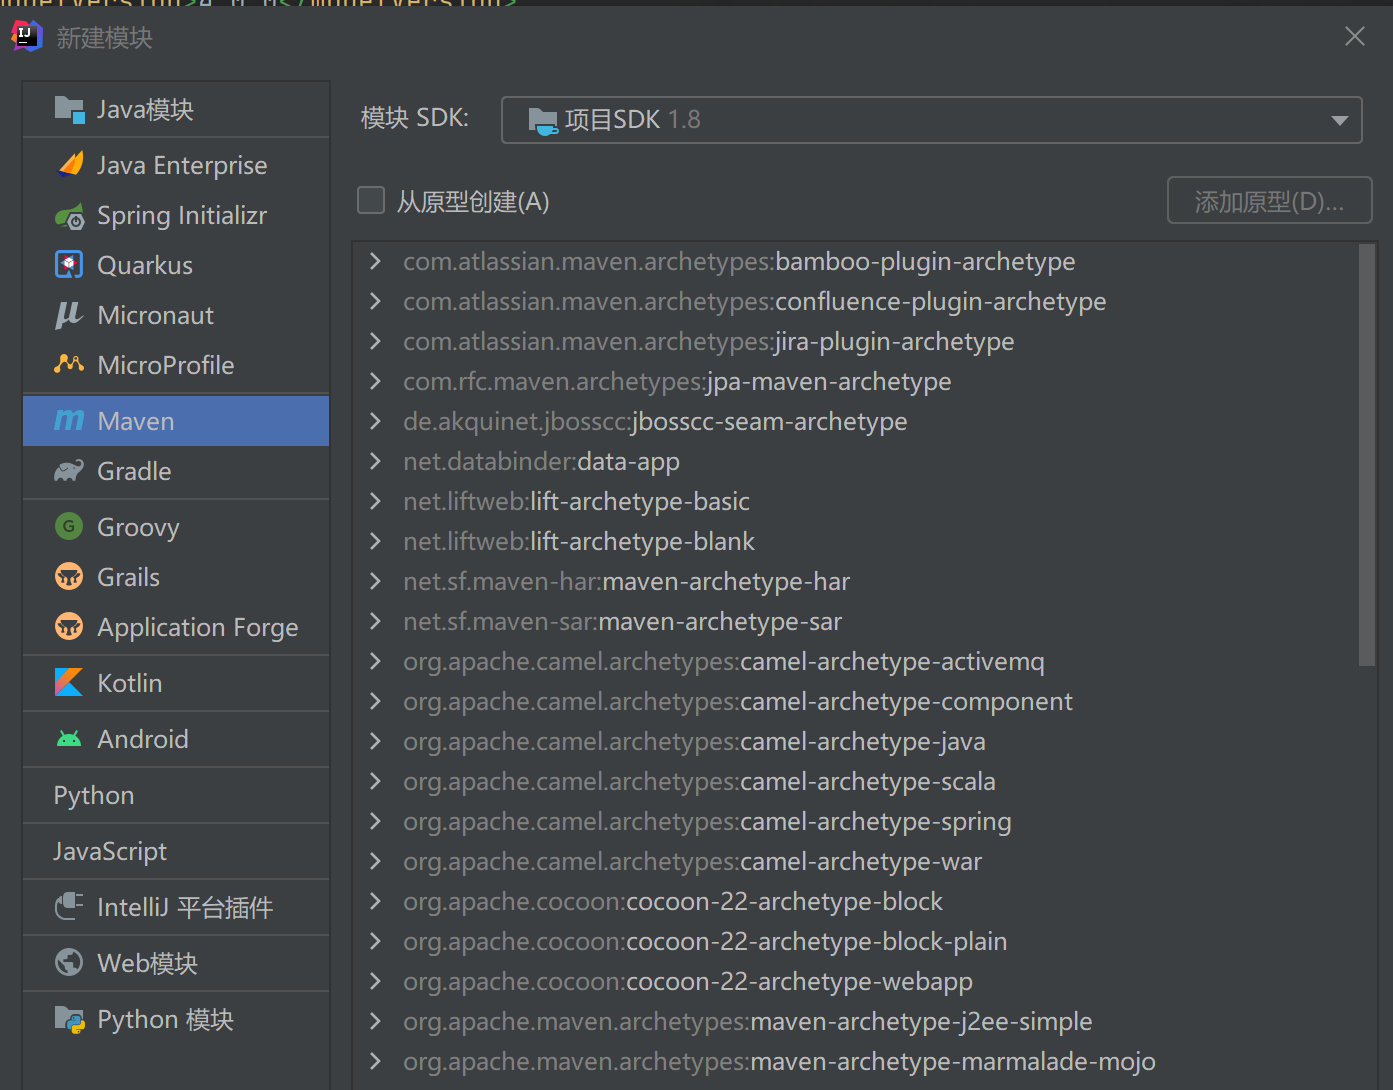 新建模块
Java模块
Java Enterprise
Spring Initializr
Quarkus
Micronaut
MicroProfile
Maven
Gradle
Groovy
Grails
Application Forge
Kotlin
Android
Python
JavaScript
IntelliJ 平台插件
Web模块
Python 模块
模块 SDK: 项目SDK 1.8
从原型创建(A) 添加原型(D)...
com.atlassian.maven.archetypes:bamboo-plugin-archetype
com.atlassian.maven.archetypes:confluence-plugin-archetype
com.atlassian.maven.archetypes:jira-plugin-archetype
com.rfc.maven.archetypes:jpa-maven-archetype
de.akquinet.jbosscc:jbosscc-seam-archetype
net.databinder:data-app
net.liftweb:lift-archetype-basic
net.liftweb:lift-archetype-blank
net.sf.maven-har:maven-archetype-har
net.sf.maven-sar:maven-archetype-sar
org.apache.camel.archetypes:camel-archetype-activemq
org.apache.camel.archetypes:camel-archetype-component
org.apache.camel.archetypes:camel-archetype-java
org.apache.camel.archetypes:camel-archetype-scala
org.apache.camel.archetypes:camel-archetype-spring
org.apache.camel.archetypes:camel-archetype-war
org.apache.cocoon:cocoon-22-archetype-block
org.apache.cocoon:cocoon-22-archetype-block-plain
org.apache.cocoon:cocoon-22-archetype-webapp
org.apache.maven.archetypes:maven-archetype-j2ee-simple
org.apache.maven.archetypes:maven-archetype-marmalade-mojo